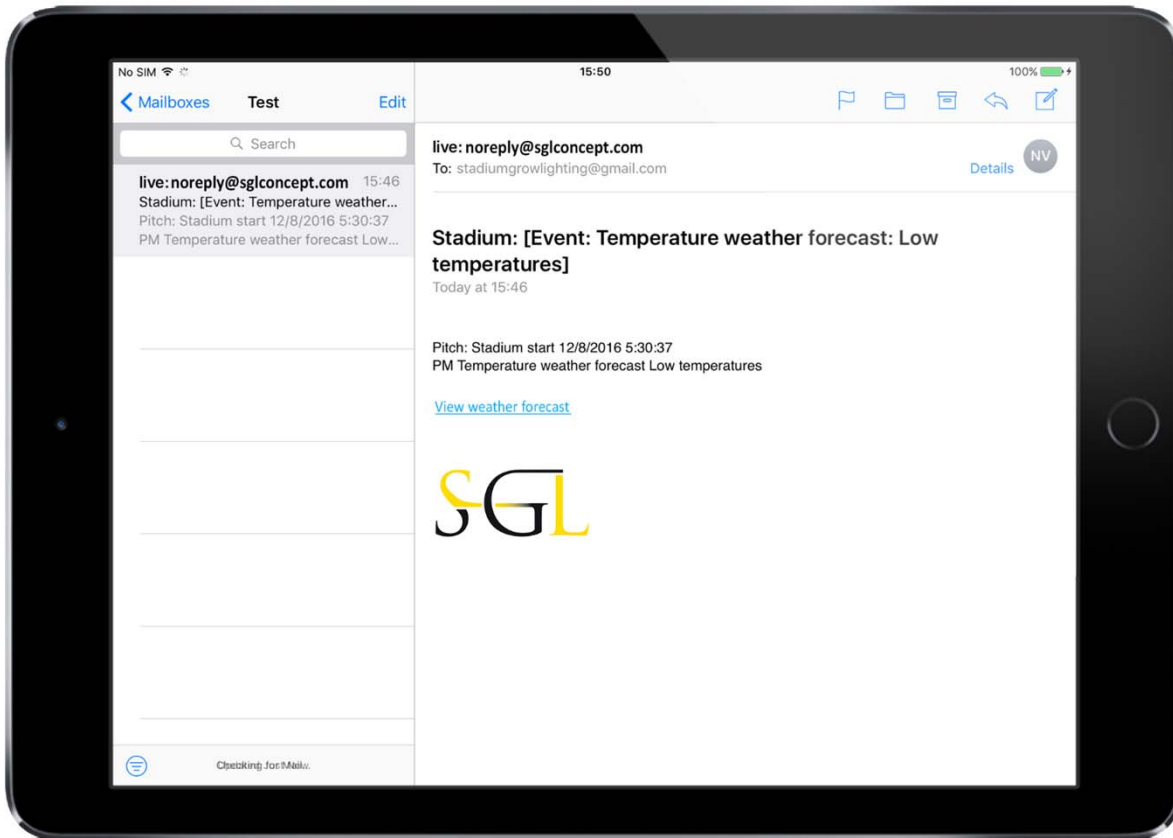 No SIM
15:50
100%
Mailboxes
Test
Edit
Search
live: noreply@sglconcept.com 15:46
Stadium: [Event: Temperature weather...
Pitch: Stadium start 12/8/2016 5:30:37
PM Temperature weather forecast Low...
live: noreply@sglconcept.com
To: stadiumgrowlighting@gmail.com
Details
NV
Stadium: [Event: Temperature weather forecast: Low
temperatures]
Today at 15:46
Pitch: Stadium start 12/8/2016 5:30:37
PM Temperature weather forecast Low temperatures
View weather forecast
SGL